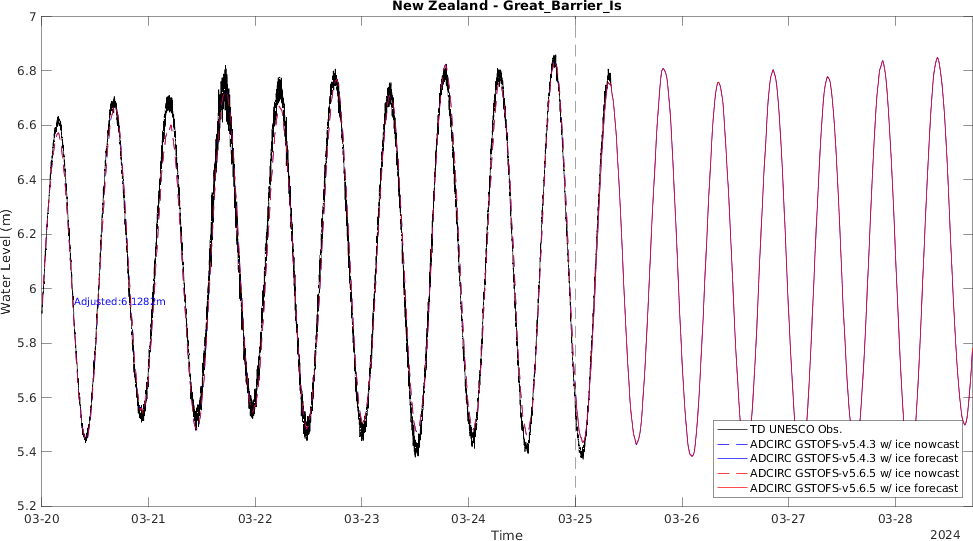 New Zealand - Great_Barrier_Is
7
6.8
6.6
6.4
6.2
6
5.8
5.6
5.4
5.2
Water Level (m)
Adjusted:6.1282m
TD UNESCO Obs.
ADCIRC GSTOFS-v5.4.3 w/ ice nowcast
ADCIRC GSTOFS-v5.4.3 w/ ice forecast
ADCIRC GSTOFS-v5.6.5 w/ ice nowcast
ADCIRC GSTOFS-v5.6.5 w/ ice forecast
03-20 03-21 03-22 03-23 03-24 03-25 03-26 03-27 03-28
Time
2024